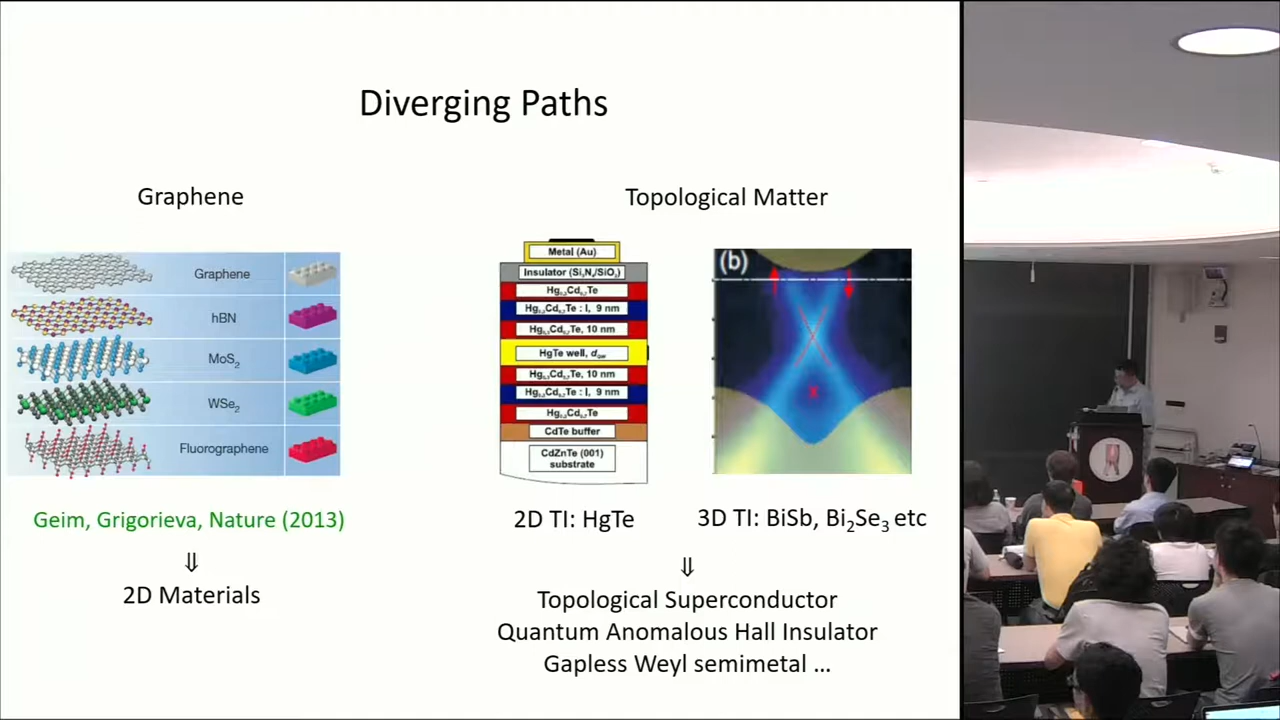 Diverging Paths
Graphene
Topological Matter
Graphene
hBN
MoS₂
WSe₂
Fluorographene
Metal (Au)
Insulator (Si₃N₄/SiO₂)
Hg₀.₃Cd₀.₇Te
Hg₀.₃Cd₀.₇Te : I, 9 nm
Hg₀.₃Cd₀.₇Te, 10 nm
HgTe well, d_QW
Hg₀.₃Cd₀.₇Te, 10 nm
Hg₀.₃Cd₀.₇Te : I, 9 nm
Hg₀.₃Cd₀.₇Te
CdTe buffer
CdZnTe (001)
substrate
(b)
Geim, Grigorieva, Nature (2013)
⇓
2D Materials
2D TI: HgTe
3D TI: BiSb, Bi₂Se₃ etc
⇓
Topological Superconductor
Quantum Anomalous Hall Insulator
Gapless Weyl semimetal ...